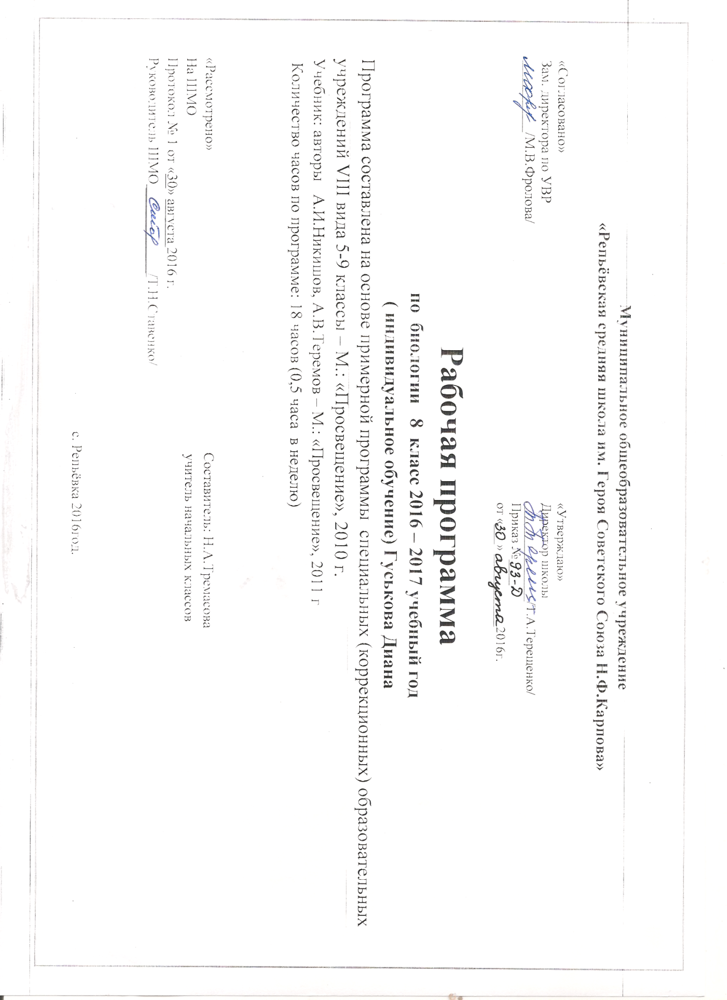 Муниципальное общеобразовательное учреждение
«Репьёвская средняя школа им. Героя Советского Союза Н.Ф.Карпова»
«Согласовано»
Зам. директора по УВР
/М.В.Фролова/
«Утверждаю»
Директор школы
/Т.А.Терещенко/
Приказ № 93-Д
от «30» августа 2016г.
Рабочая программа
по биологии 8 класс 2016 – 2017 учебный год
( индивидуальное обучение) Гуськова Диана
Программа составлена на основе примерной программы специальных (коррекционных) образовательных
учреждений VIII вида 5-9 классы – М.: «Просвещение», 2010 г.
Учебник: авторы А.И.Никишов, А.В.Теремов – М.: «Просвещение», 2011 г
Количество часов по программе: 18 часов (0,5 часа в неделю)
«Рассмотрено»
На ШМО
Протокол № 1 от «30» августа 2016 г.
Руководитель ШМО /Т.Н.Ставенко/
Составитель: Н.А.Тремасова
учитель начальных классов
с. Репьёвка 2016год.